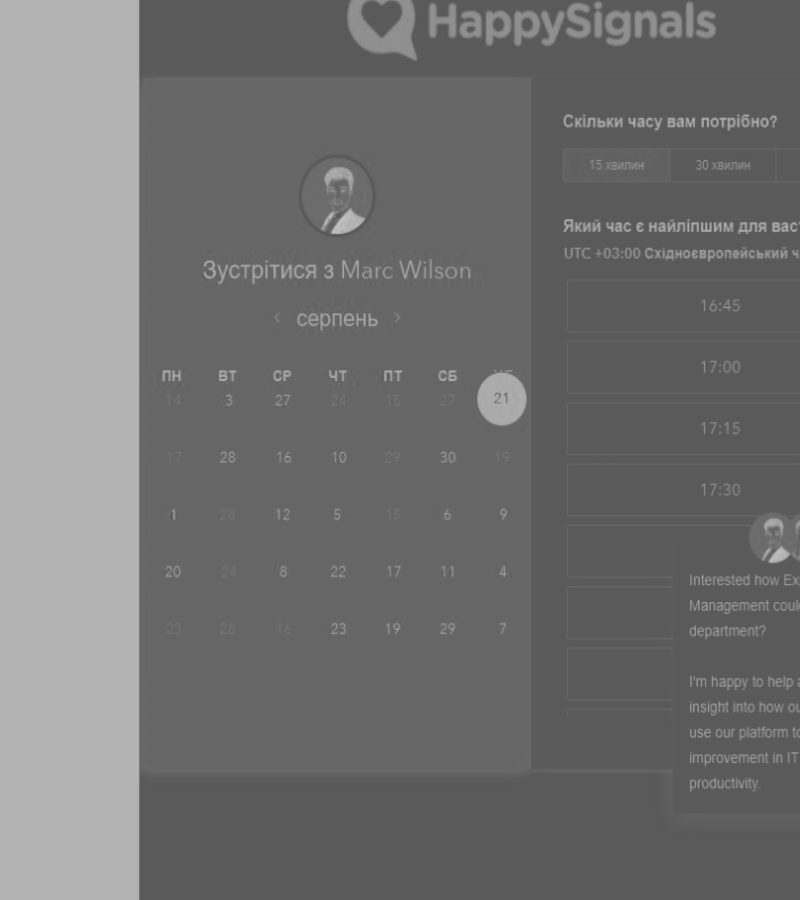 HappySignals
Зустрітися з Marc Wilson
‹ серпень ›
ПН ВТ СР ЧТ ПТ СБ
14 3 27 24 15 27 21
17 28 16 10 29 30 19
1 28 12 5 15 6 9
20 24 8 22 17 11 4
23 28 16 23 19 29 7
Скільки часу вам потрібно?
15 хвилин 30 хвилин
Який час є найліпшим для вас
UTC +03:00 Східноєвропейський ч
16:45
17:00
17:15
17:30
Interested how Ex
Management coul
department?
I'm happy to help a
insight into how ou
use our platform to
improvement in IT
productivity.